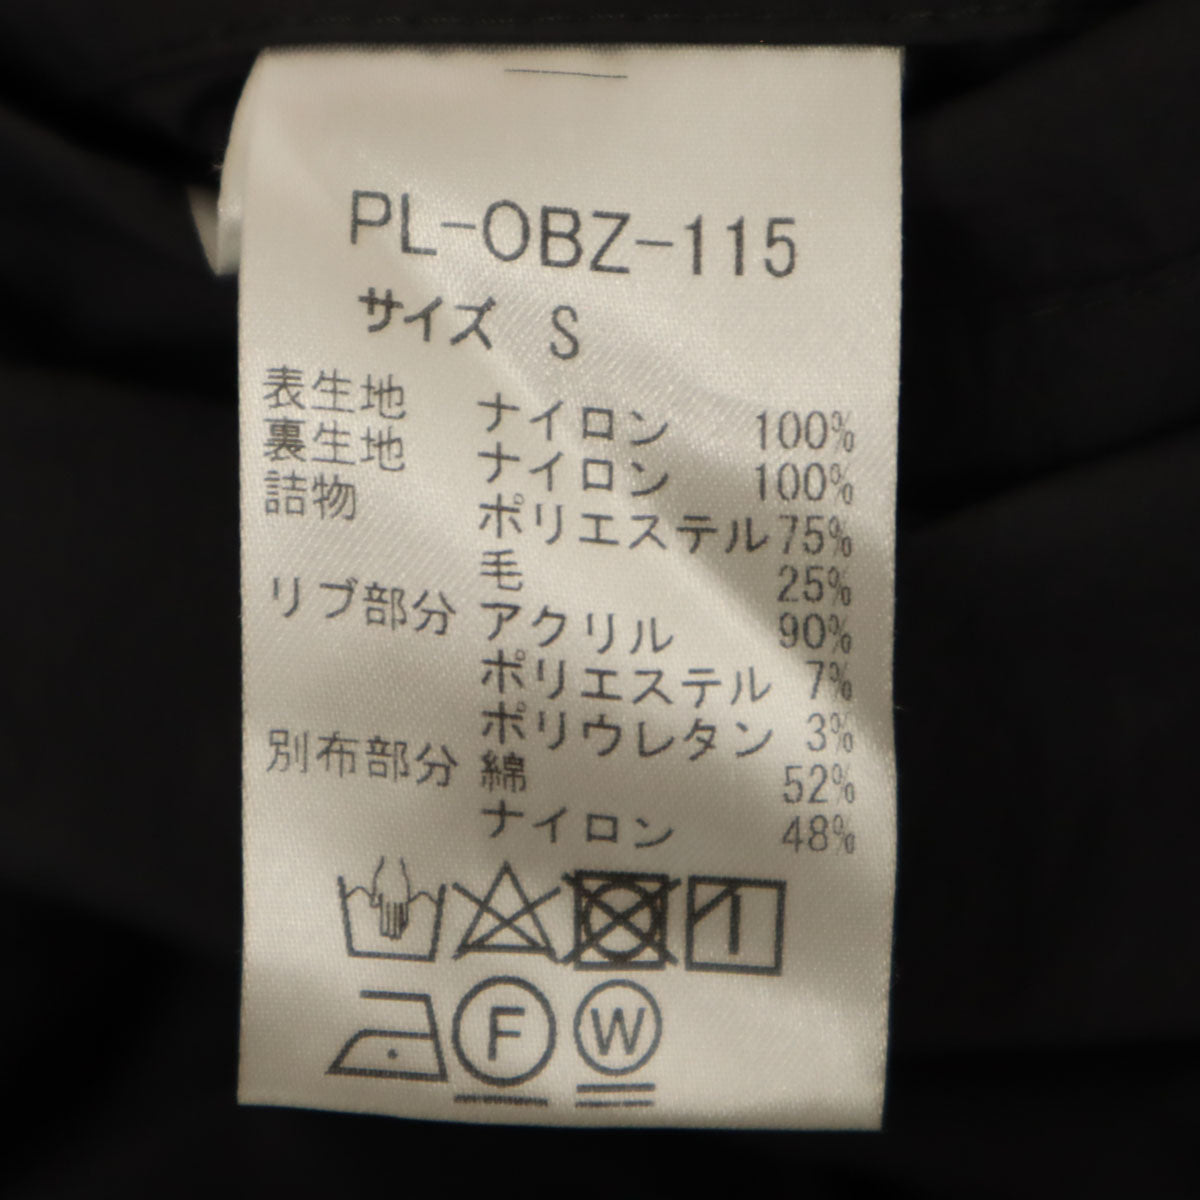 PL-OBZ-115
サイズ S
表生地 ナイロン 100%
裏生地 ナイロン 100%
詰物 ポリエステル 75%
毛 25%
リブ部分 アクリル 90%
ポリエステル 7%
ポリウレタン 3%
別布部分 綿 52%
ナイロン 48%
F W